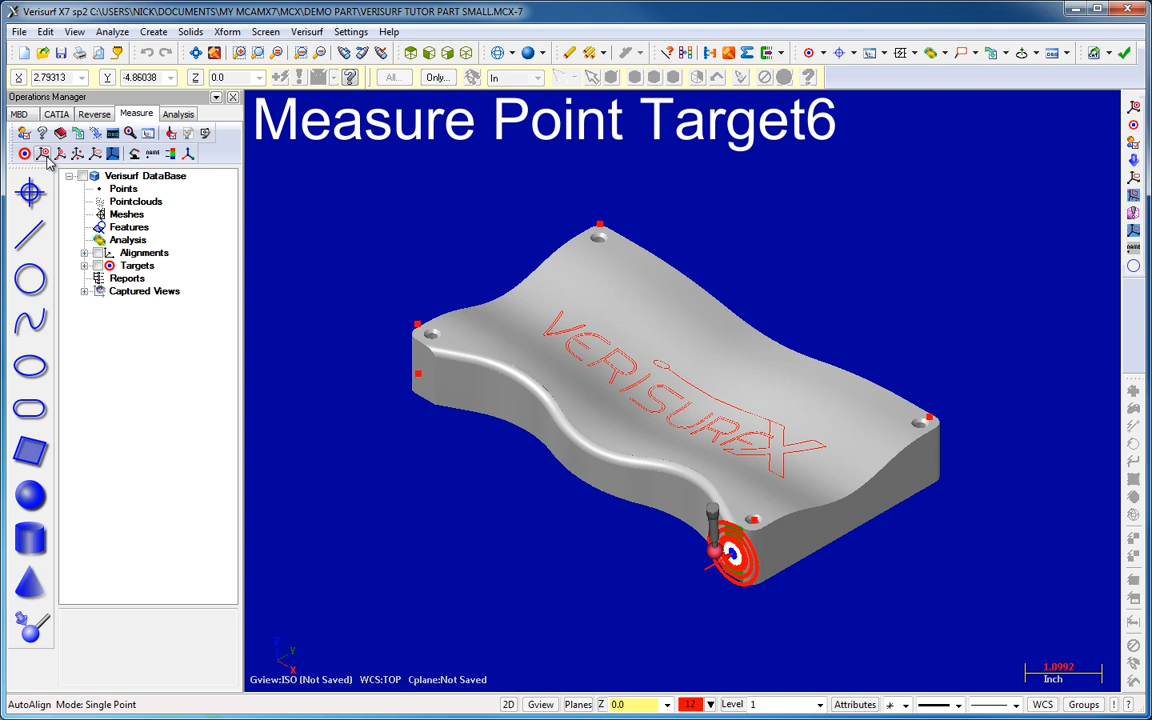 Verisurf X7 sp2 C:\USERS\NICK\DOCUMENTS\MY MCAMX7\MCX\DEMO PART\VERISURF TUTOR PART SMALL.MCX-7
File Edit View Analyze Create Solids Xform Screen Verisurf Settings Help
X 2.79313 Y -4.86038 Z 0.0 All... Only... In
Operations Manager
MBD CATIA Reverse Measure Analysis
Measure Point Target6
Verisurf DataBase
Points
Pointclouds
Meshes
Features
Analysis
Alignments
Targets
Reports
Captured Views
VERISURF
X
Z
Y
X
1.0992
Inch
Gview:ISO (Not Saved) WCS:TOP Cplane:Not Saved
AutoAlign Mode: Single Point 2D Gview Planes Z 0.0 12 Level 1 Attributes WCS Groups ! ?